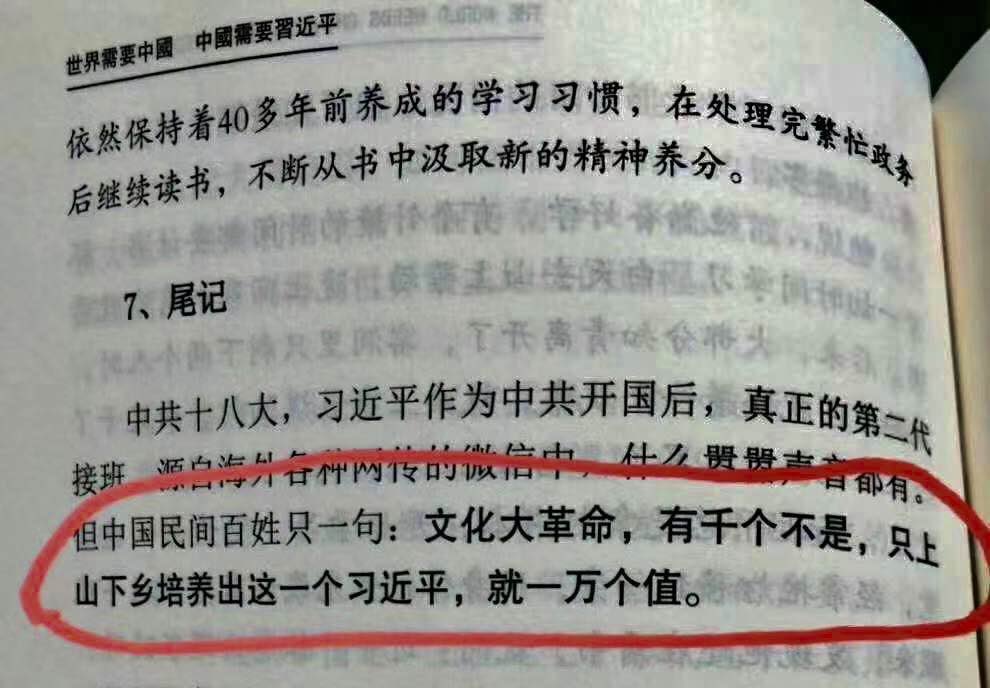 世界需要中國　中國需要習近平
依然保持着40多年前养成的学习习惯，在处理完繁忙政务
后继续读书，不断从书中汲取新的精神养分。
7、尾记
中共十八大，习近平作为中共开国后，真正的第二代
接班，源自海外各种网传的微信中，什么嚣嚣声音都有。
但中国民间百姓只一句：文化大革命，有千个不是，只上
山下乡培养出这一个习近平，就一万个值。